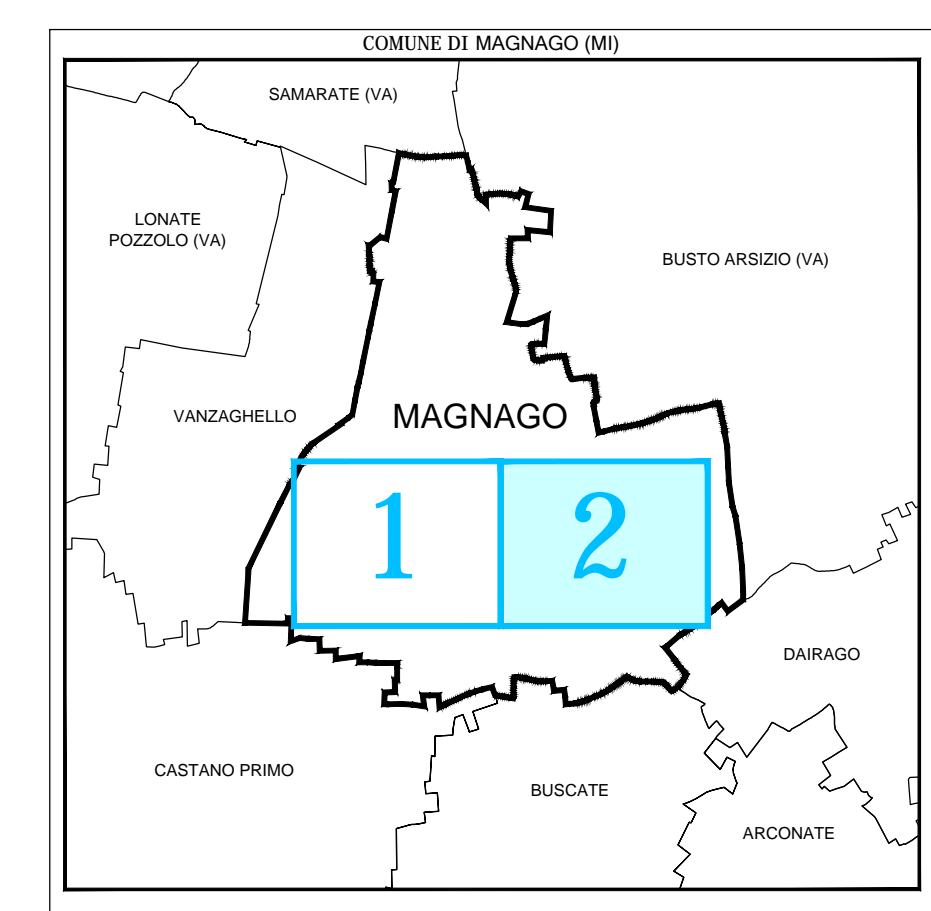 COMUNE DI MAGNAGO (MI)
SAMARATE (VA)
LONATE
POZZOLO (VA)
BUSTO ARSIZIO (VA)
VANZAGHELLO
MAGNAGO
1
2
DAIRAGO
CASTANO PRIMO
BUSCATE
ARCONATE